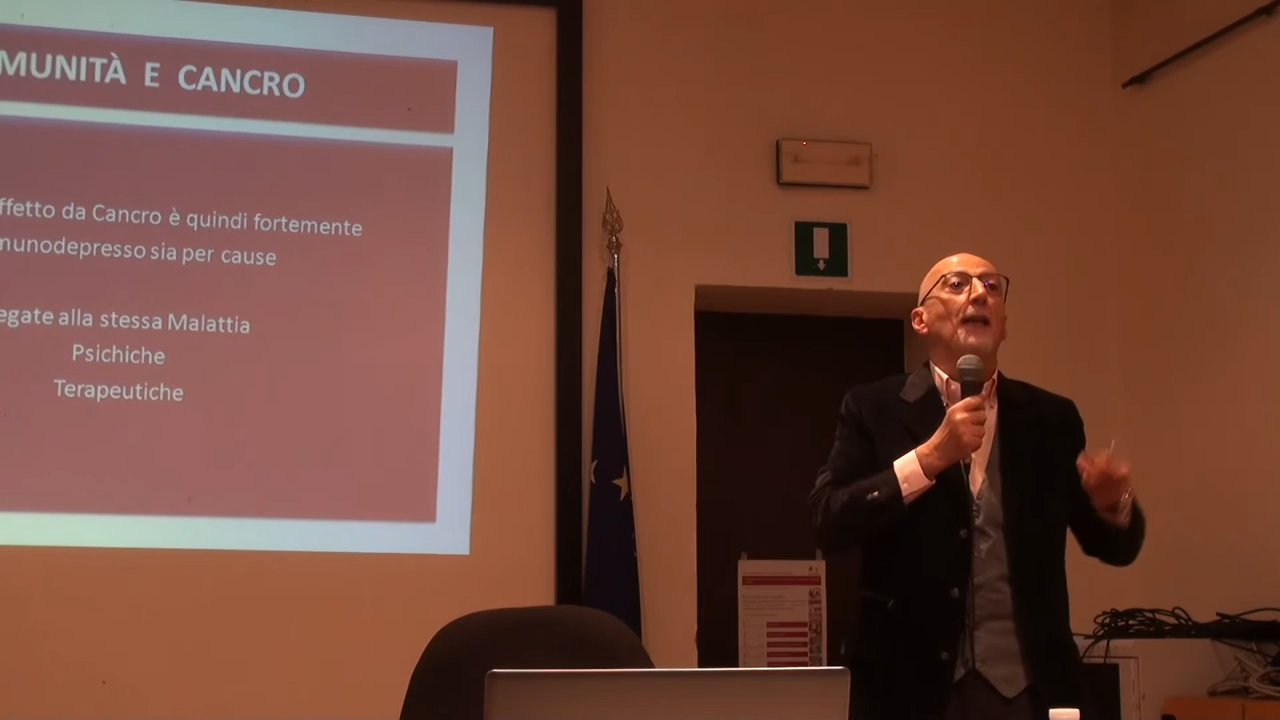 MUNITÀ E CANCRO
ffetto da Cancro è quindi fortemente
munodepresso sia per cause
egate alla stessa Malattia
Psichiche
Terapeutiche